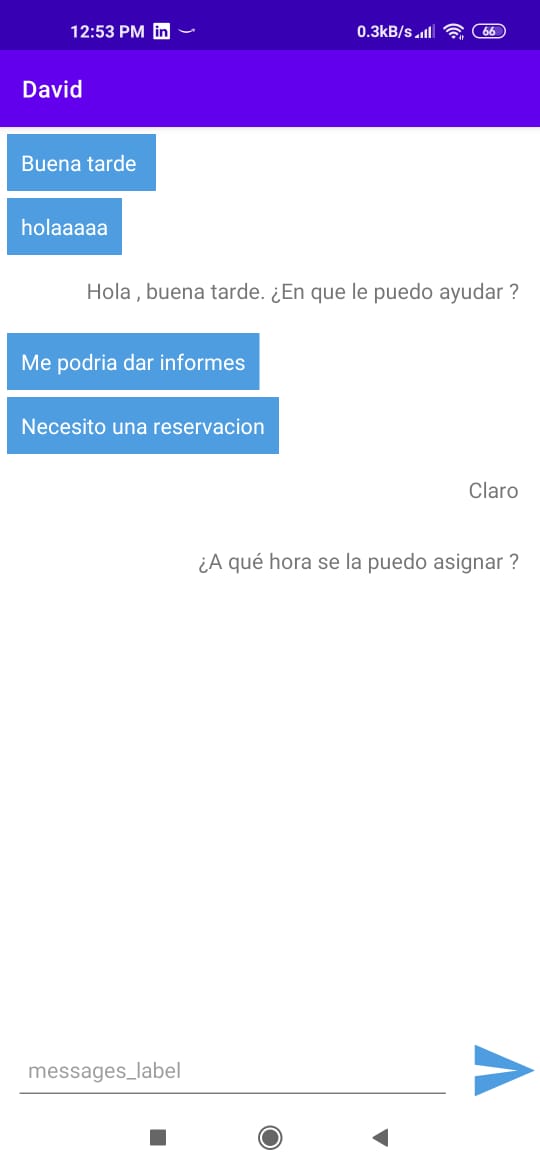 12:53 PM in 0.3kB/s 66
David
Buena tarde
holaaaaa
Hola , buena tarde. ¿En que le puedo ayudar ?
Me podria dar informes
Necesito una reservacion
Claro
¿A qué hora se la puedo asignar ?
messages_label